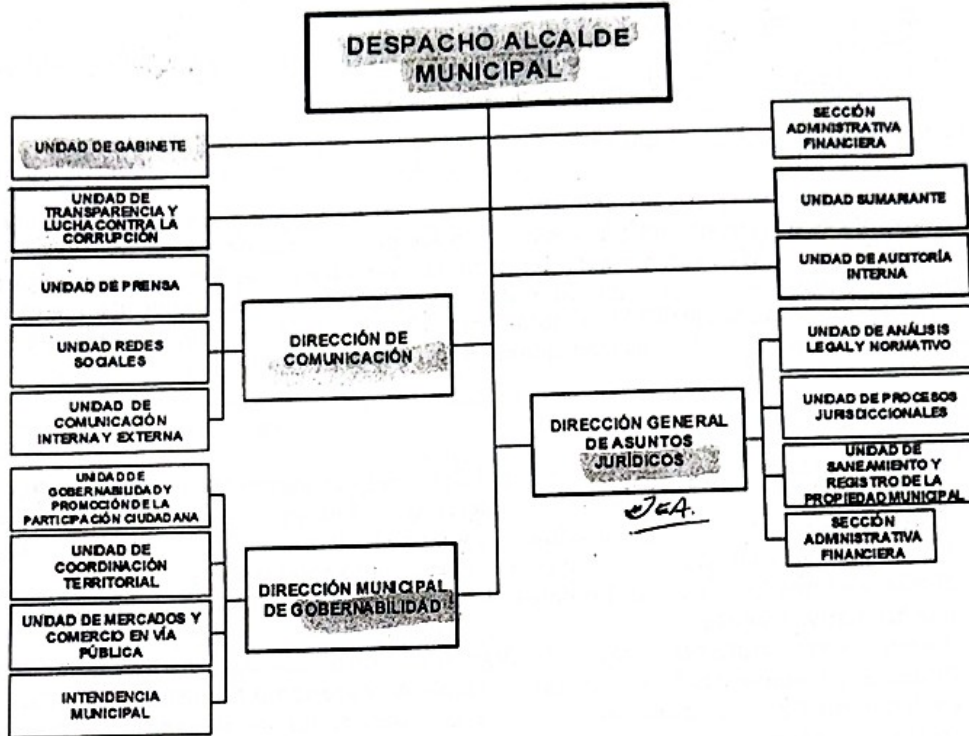 DESPACHO ALCALDE
MUNICIPAL
UNIDAD DE GABINETE
SECCIÓN
ADMINISTRATIVA
FINANCIERA
UNIDAD DE
TRANSPARENCIA Y
LUCHA CONTRA LA
CORRUPCIÓN
UNIDAD SUMARIANTE
UNIDAD DE AUDITORÍA
INTERNA
DIRECCIÓN DE
COMUNICACIÓN
UNIDAD DE PRENSA
UNIDAD REDES
SOCIALES
UNIDAD DE
COMUNICACIÓN
INTERNA Y EXTERNA
DIRECCIÓN GENERAL
DE ASUNTOS
JURÍDICOS
UNIDAD DE ANÁLISIS
LEGAL Y NORMATIVO
UNIDAD DE PROCESOS
JURISDICCIONALES
UNIDAD DE
SANEAMIENTO Y
REGISTRO DE LA
PROPIEDAD MUNICIPAL
SECCIÓN
ADMINISTRATIVA
FINANCIERA
DIRECCIÓN MUNICIPAL
DE GOBERNABILIDAD
UNIDAD DE
GOBERNABILIDAD Y
PROMOCIÓN DE LA
PARTICIPACIÓN CIUDADANA
UNIDAD DE
COORDINACIÓN
TERRITORIAL
UNIDAD DE MERCADOS Y
COMERCIO EN VÍA
PÚBLICA
INTENDENCIA
MUNICIPAL